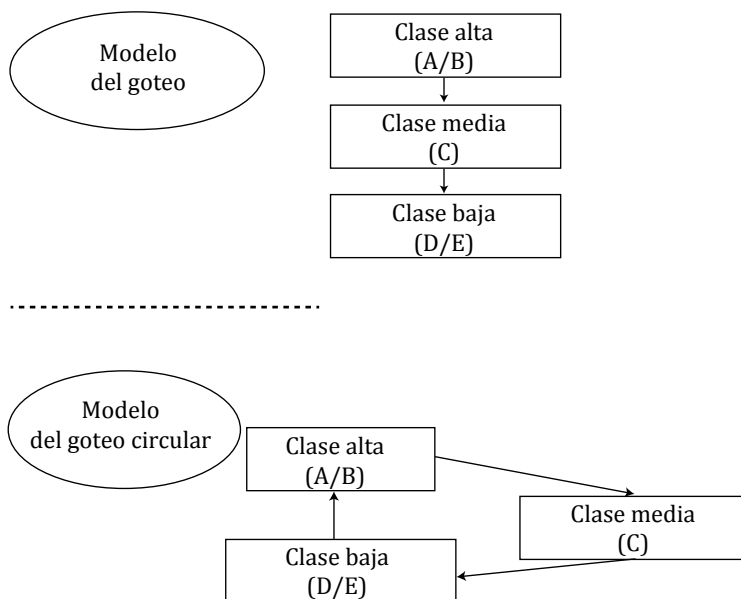 Modelo
del goteo
Clase alta
(A/B)
Clase media
(C)
Clase baja
(D/E)
Modelo
del goteo circular
Clase alta
(A/B)
Clase media
(C)
Clase baja
(D/E)